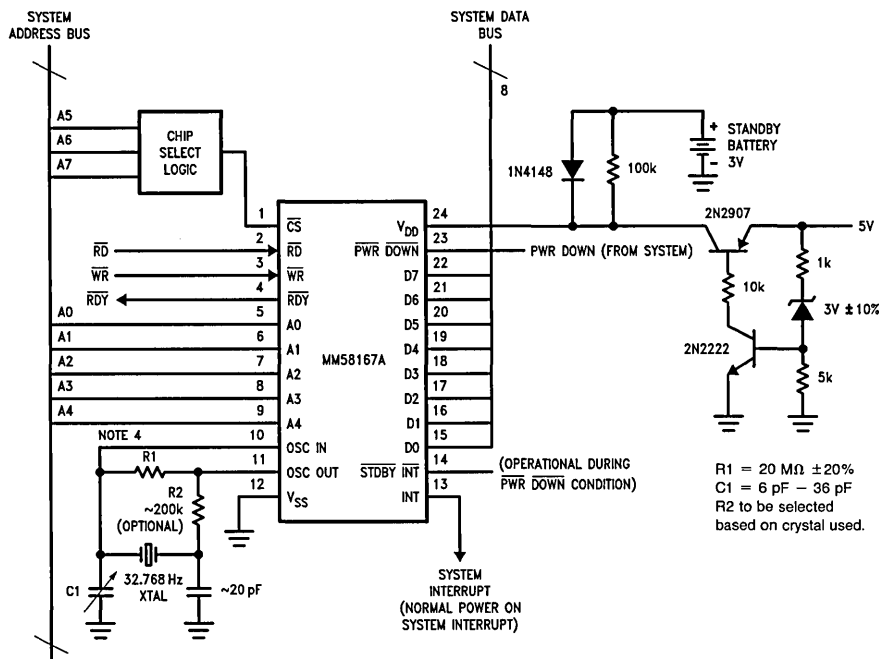 SYSTEM
ADDRESS BUS
SYSTEM DATA
BUS
8
A5
A6
A7
CHIP
SELECT
LOGIC
1N4148
100k
+ STANDBY
BATTERY
- 3V
2N2907
5V
1k
10k
3V ±10%
2N2222
5k
1
CS
2
RD
RD
3
WR
WR
4
RDY
RDY
5
A0
A0
6
A1
A1
7
A2
A2
8
A3
A3
9
A4
A4
NOTE 4
10
OSC IN
11
OSC OUT
12
VSS
MM58167A
24
VDD
23
PWR DOWN
PWR DOWN (FROM SYSTEM)
22
D7
21
D6
20
D5
19
D4
18
D3
17
D2
16
D1
15
D0
14
STDBY INT
(OPERATIONAL DURING
PWR DOWN CONDITION)
13
INT
R1
R2
~200k
(OPTIONAL)
C1
32.768 Hz
XTAL
~20 pF
SYSTEM
INTERRUPT
(NORMAL POWER ON
SYSTEM INTERRUPT)
R1 = 20 MΩ ±20%
C1 = 6 pF – 36 pF
R2 to be selected
based on crystal used.